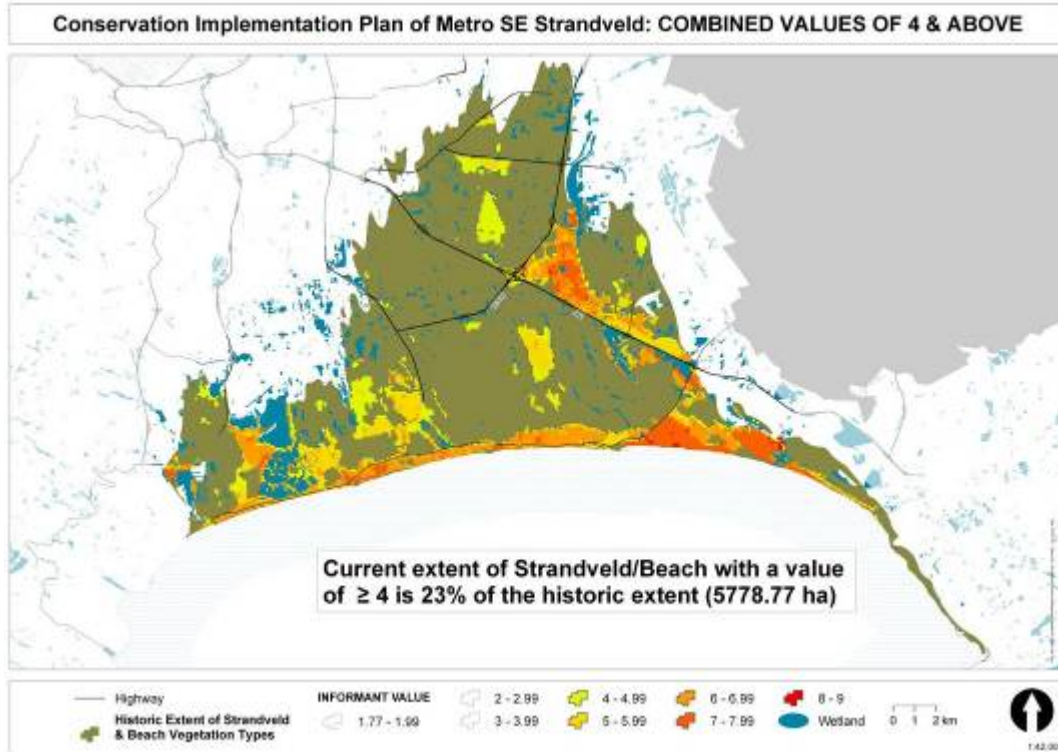 Conservation Implementation Plan of Metro SE Strandveld: COMBINED VALUES OF 4 & ABOVE
Current extent of Strandveld/Beach with a value
of ≥ 4 is 23% of the historic extent (5778.77 ha)
Highway
Historic Extent of Strandveld
& Beach Vegetation Types
INFORMANT VALUE
1.77 - 1.99
2 - 2.99
3 - 3.99
4 - 4.99
5 - 5.99
6 - 6.99
7 - 7.99
8 - 9
Wetland
0 1 2 km